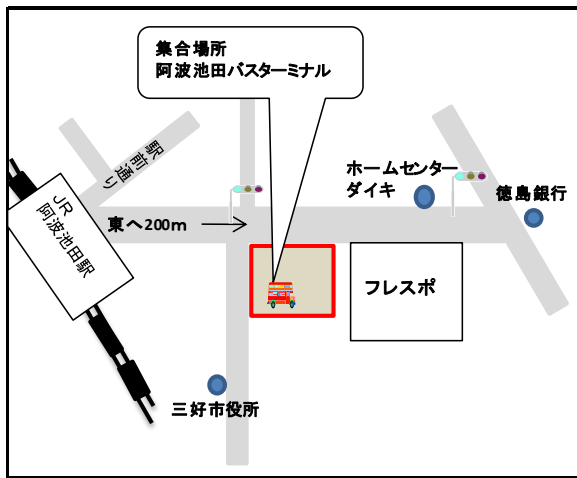 集合場所
阿波池田バスターミナル
駅前通り
ホームセンター
ダイキ
徳島銀行
JR
阿波池田駅
東へ200m
フレスポ
三好市役所